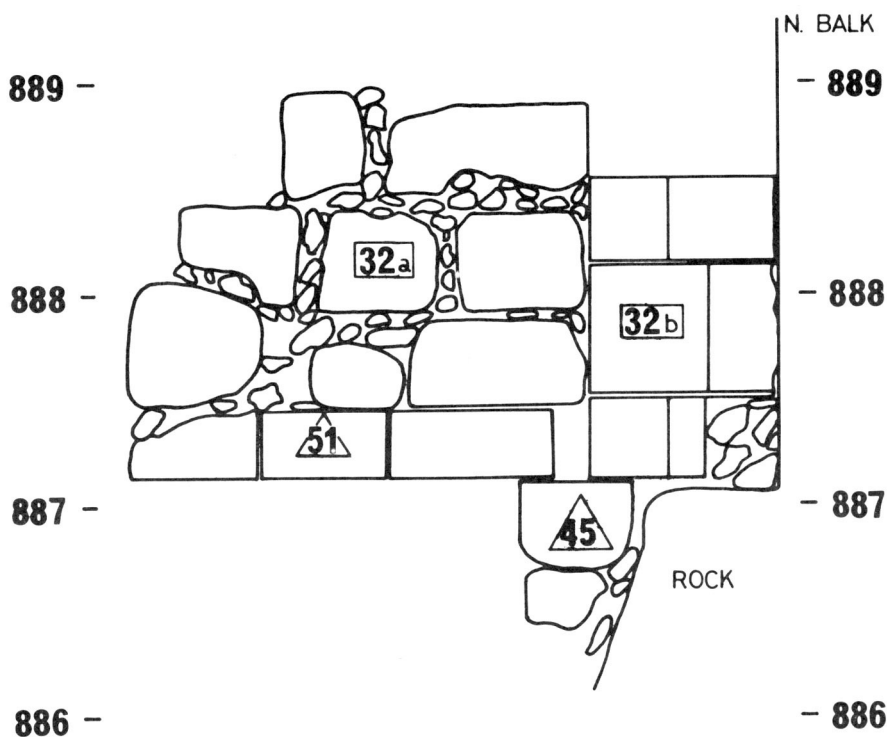 N. BALK
889 – – 889
32a
888 – – 888
32b
51
887 – – 887
45
ROCK
886 – – 886